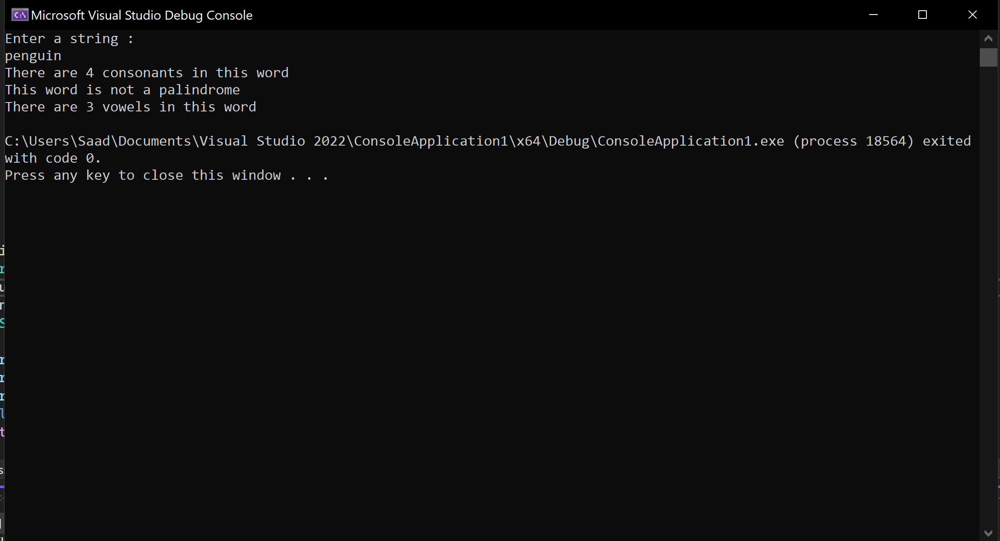 Microsoft Visual Studio Debug Console
Enter a string :
penguin
There are 4 consonants in this word
This word is not a palindrome
There are 3 vowels in this word
C:\Users\Saad\Documents\Visual Studio 2022\ConsoleApplication1\x64\Debug\ConsoleApplication1.exe (process 18564) exited
with code 0.
Press any key to close this window . . .